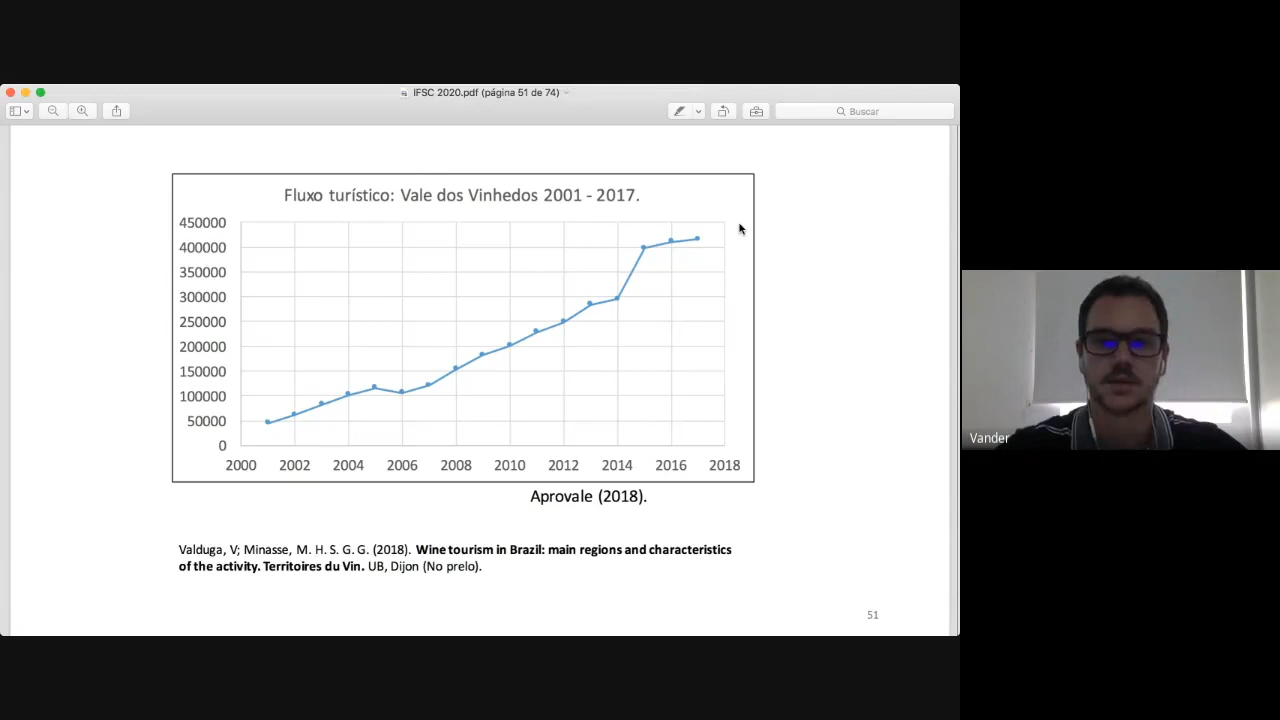 IFSC 2020.pdf (página 51 de 74)
Buscar
Fluxo turístico: Vale dos Vinhedos 2001 - 2017.
450000
400000
350000
300000
250000
200000
150000
100000
50000
0
2000 2002 2004 2006 2008 2010 2012 2014 2016 2018
Aprovale (2018).
Valduga, V; Minasse, M. H. S. G. G. (2018). Wine tourism in Brazil: main regions and characteristics
of the activity. Territoires du Vin. UB, Dijon (No prelo).
51
Vander